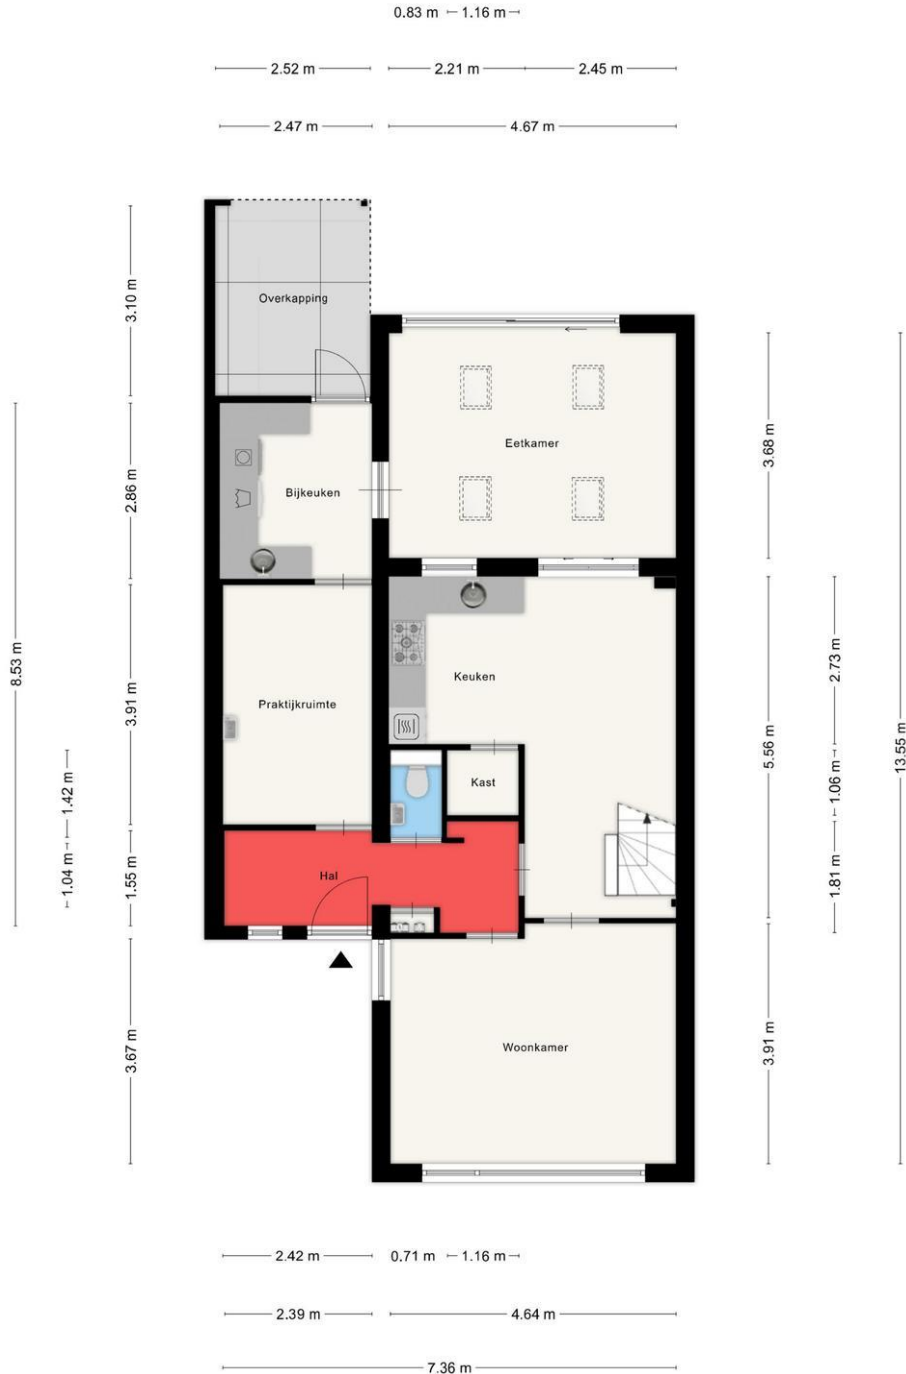 0.83 m 1.16 m
2.52 m 2.21 m 2.45 m
2.47 m 4.67 m
3.10 m
Overkapping
8.53 m
2.86 m
Bijkeuken
Eetkamer
3.68 m
13.55 m
3.91 m
Praktijkruimte
Keuken
2.73 m
5.56 m
1.42 m
Kast
1.06 m
1.04 m
1.55 m
Hal
1.81 m
3.67 m
Woonkamer
3.91 m
2.42 m 0.71 m 1.16 m
2.39 m 4.64 m
7.36 m